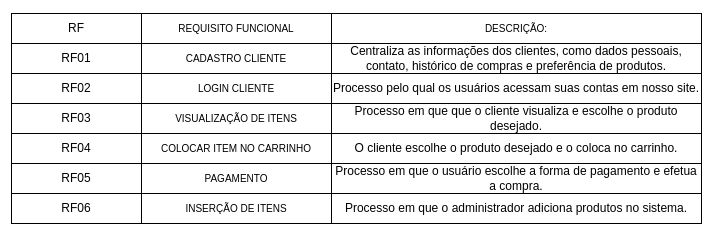 RF REQUISITO FUNCIONAL DESCRIÇÃO:
RF01 CADASTRO CLIENTE Centraliza as informações dos clientes, como dados pessoais,
contato, histórico de compras e preferência de produtos.
RF02 LOGIN CLIENTE Processo pelo qual os usuários acessam suas contas em nosso site.
RF03 VISUALIZAÇÃO DE ITENS Processo em que que o cliente visualiza e escolhe o produto
desejado.
RF04 COLOCAR ITEM NO CARRINHO O cliente escolhe o produto desejado e o coloca no carrinho.
RF05 PAGAMENTO Processo em que o usuário escolhe a forma de pagamento e efetua
a compra.
RF06 INSERÇÃO DE ITENS Processo em que o administrador adiciona produtos no sistema.